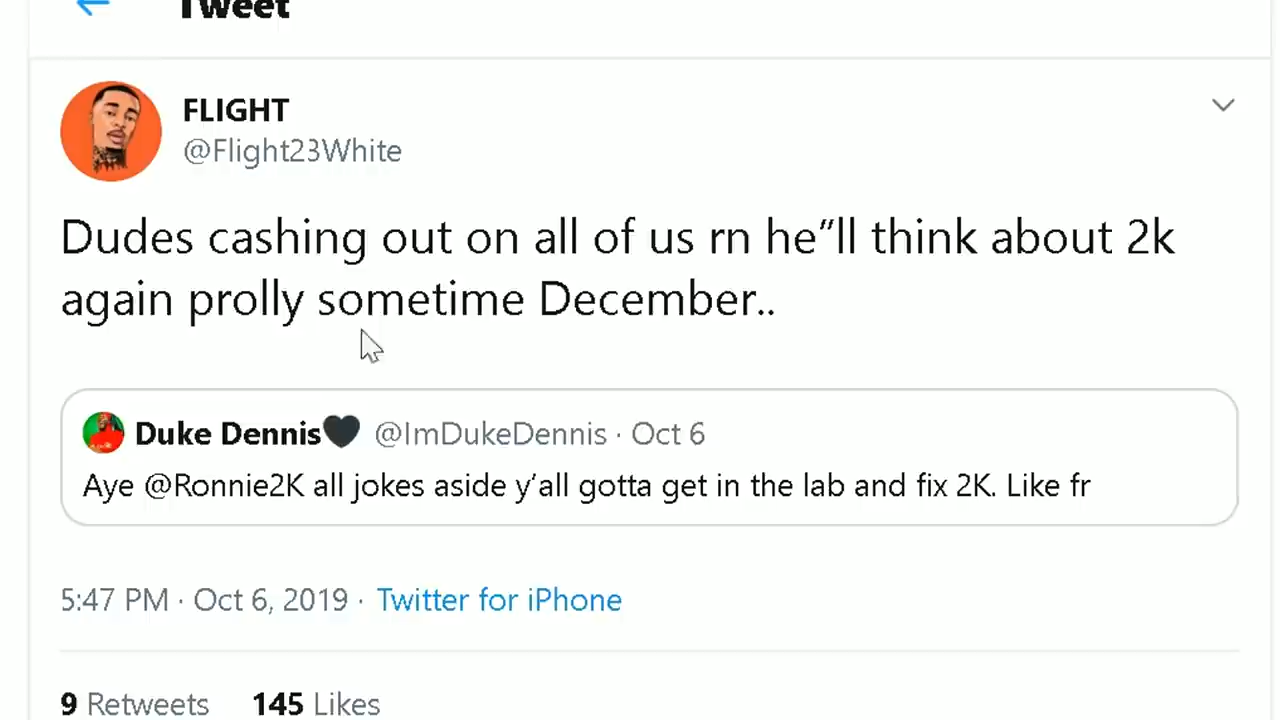 Tweet
FLIGHT
@Flight23White
Dudes cashing out on all of us rn he”ll think about 2k
again prolly sometime December..
Duke Dennis🖤 @ImDukeDennis · Oct 6
Aye @Ronnie2K all jokes aside y’all gotta get in the lab and fix 2K. Like fr
5:47 PM · Oct 6, 2019 · Twitter for iPhone
9 Retweets 145 Likes